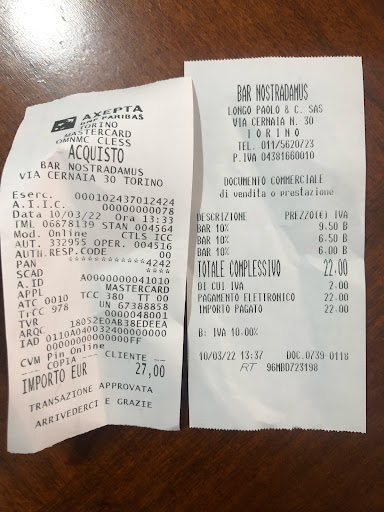 AXEPTA
BNP PARIBAS
TORINO
MASTERCARD
OMNMC CLESS
ACQUISTO
BAR NOSTRADAMUS
VIA CERNAIA 30 TORINO
Eserc. 000102437012424
A.I.I.C. 00000000078
Data 10/03/22 Ora 13:33
TML 06878139 STAN 004564
Mod. Online CTLS ICC
AUT. 332955 OPER. 004516
AUTH.RESP.CODE 00
PAN ************4242
SCAD ****
A.ID A0000000041010
APPL MASTERCARD
ATC 0010 TCC 380 TT 00
TrCC 978 UN 67388858
TVR 0000048001
ARQC 18052E0AB38EDEEA
IAD 0110A040032400000000
000000000000FF
CVM Pin Online
-- COPIA CLIENTE --
IMPORTO EUR 27,00
TRANSAZIONE APPROVATA
ARRIVEDERCI E GRAZIE
BAR NOSTRADAMUS
LONGO PAOLO & C. SAS
VIA CERNAIA N. 30
TORINO
TEL. 011/5620723
P.IVA 04381660010
DOCUMENTO COMMERCIALE
di vendita o prestazione
DESCRIZIONE PREZZO(€) IVA
BAR 10% 9.50 B
BAR 10% 6.50 B
BAR 10% 6.00 B
TOTALE COMPLESSIVO 22.00
DI CUI IVA 2.00
PAGAMENTO ELETTRONICO 22.00
IMPORTO PAGATO 22.00
B: IVA 10.00%
10/03/22 13:37 DOC.0739-0118
RT 96MBD723198